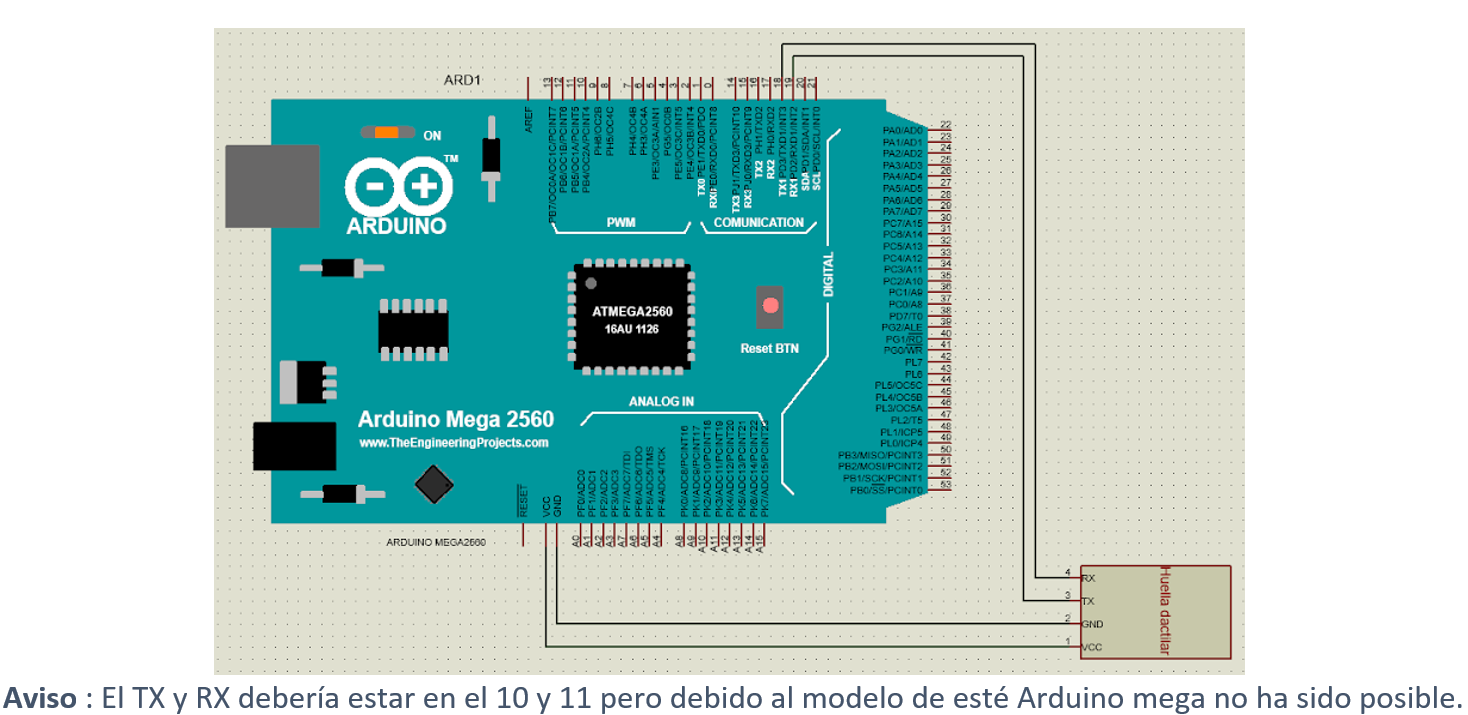 ARD1
13
12
11
10
9
8
7
6
5
4
3
2
1
0
14
15
16
17
18
19
20
21
AREF
PB7/OC0A/OC1C/PCINT7
PB6/OC1B/PCINT6
PB5/OC1A/PCINT5
PB4/OC2A/PCINT4
PH6/OC2B
PH5/OC4C
PH4/OC4B
PH3/OC4A
PE3/OC3A/AIN1
PG5/OC0B
PE5/OC3C/INT5
PE4/OC3B/INT4
TX0 PE1/TXD0/PDO
RX0 PE0/RXD0/PCINT8
TX3 PJ1/TXD3/PCINT10
RX3 PJ0/RXD3/PCINT9
TX2 PH1/TXD2
RX2 PH0/RXD2
TX1 PD3/TXD1/INT3
RX1 PD2/RXD1/INT2
SDA PD1/SDA/INT1
SCL PD0/SCL/INT0
ON
TM
ARDUINO
PWM
COMUNICATION
DIGITAL
PA0/AD0 22
PA1/AD1 23
PA2/AD2 24
PA3/AD3 25
PA4/AD4 26
PA5/AD5 27
PA6/AD6 28
PA7/AD7 29
PC7/A15 30
PC6/A14 31
PC5/A13 32
PC4/A12 33
PC3/A11 34
PC2/A10 35
PC1/A9 36
PC0/A8 37
PD7/T0 38
PG2/ALE 39
PG1/RD 40
PG0/WR 41
PL7 42
PL6 43
PL5/OC5C 44
PL4/OC5B 45
PL3/OC5A 46
PL2/T5 47
PL1/ICP5 48
PL0/ICP4 49
PB3/MISO/PCINT3 50
PB2/MOSI/PCINT2 51
PB1/SCK/PCINT1 52
PB0/SS/PCINT0 53
ATMEGA2560
16AU 1126
Reset BTN
ANALOG IN
Arduino Mega 2560
www.TheEngineeringProjects.com
RESET
VCC
GND
PF0/ADC0
PF1/ADC1
PF2/ADC2
PF3/ADC3
PF7/ADC7/TDI
PF6/ADC6/TDO
PF5/ADC5/TMS
PF4/ADC4/TCK
PK0/ADC8/PCINT16
PK1/ADC9/PCINT17
PK2/ADC10/PCINT18
PK3/ADC11/PCINT19
PK4/ADC12/PCINT20
PK5/ADC13/PCINT21
PK6/ADC14/PCINT22
PK7/ADC15/PCINT23
ARDUINO MEGA2560
A0
A1
A2
A3
A7
A6
A5
A4
A8
A9
A10
A11
A12
A13
A14
A15
4 RX
3 TX
2 GND
1 VCC
Huella dactilar
Aviso : El TX y RX debería estar en el 10 y 11 pero debido al modelo de esté Arduino mega no ha sido posible.